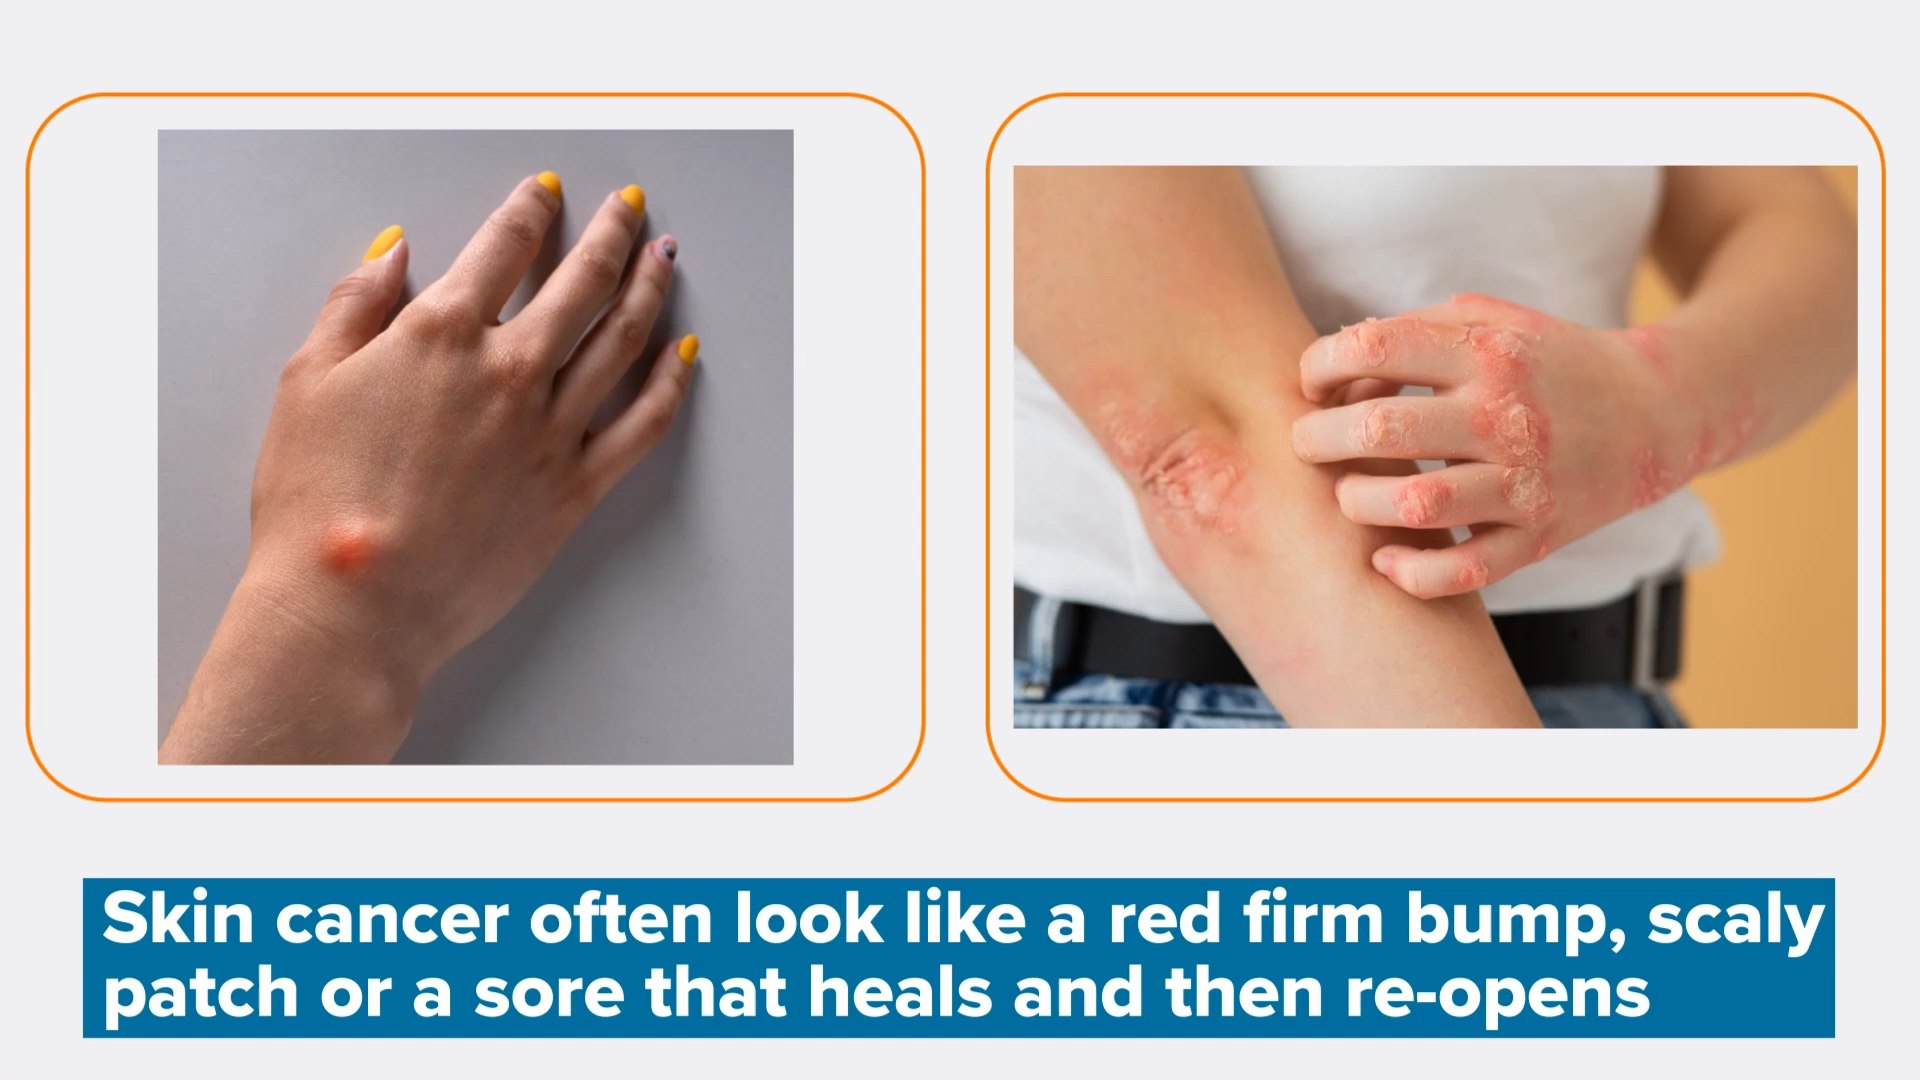 Skin cancer often look like a red firm bump, scaly
patch or a sore that heals and then re-opens